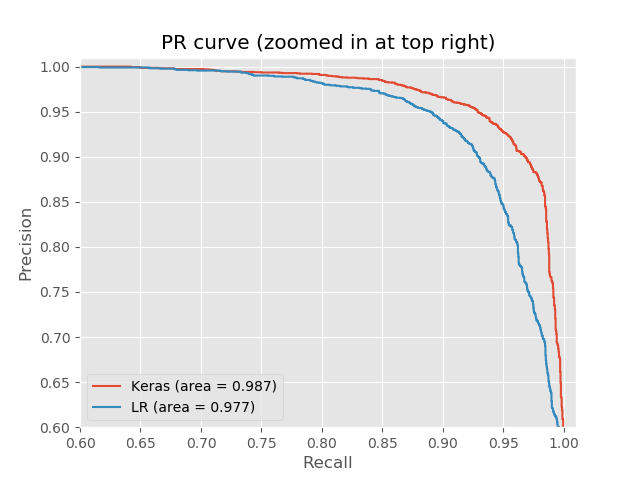 PR curve (zoomed in at top right)
1.00
0.95
0.90
0.85
0.80
0.75
0.70
0.65
0.60
Precision
Keras (area = 0.987)
LR (area = 0.977)
0.60 0.65 0.70 0.75 0.80 0.85 0.90 0.95 1.00
Recall